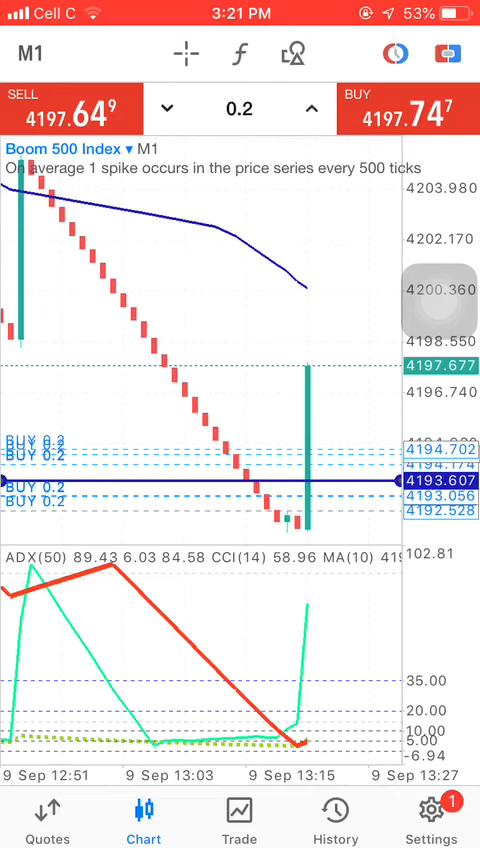 Cell C 3:21 PM 53%
M1
SELL 0.2 BUY
4197.64⁹ 4197.74⁷
Boom 500 Index ▾ M1
On average 1 spike occurs in the price series every 500 ticks
4203.980
4202.170
4200.360
4198.550
4197.677
4196.740
BUY 0.2
BUY 0.2
BUY 0.2
4194.702
4194.174
4193.607
BUY 0.2
4193.056
BUY 0.2
4192.528
ADX(50) 89.43 6.03 84.58 CCI(14) 58.96 MA(10) 419
102.81
35.00
20.00
10.00
5.00
-6.94
9 Sep 12:51 9 Sep 13:03 9 Sep 13:15 9 Sep 13:27
1
Quotes Chart Trade History Settings